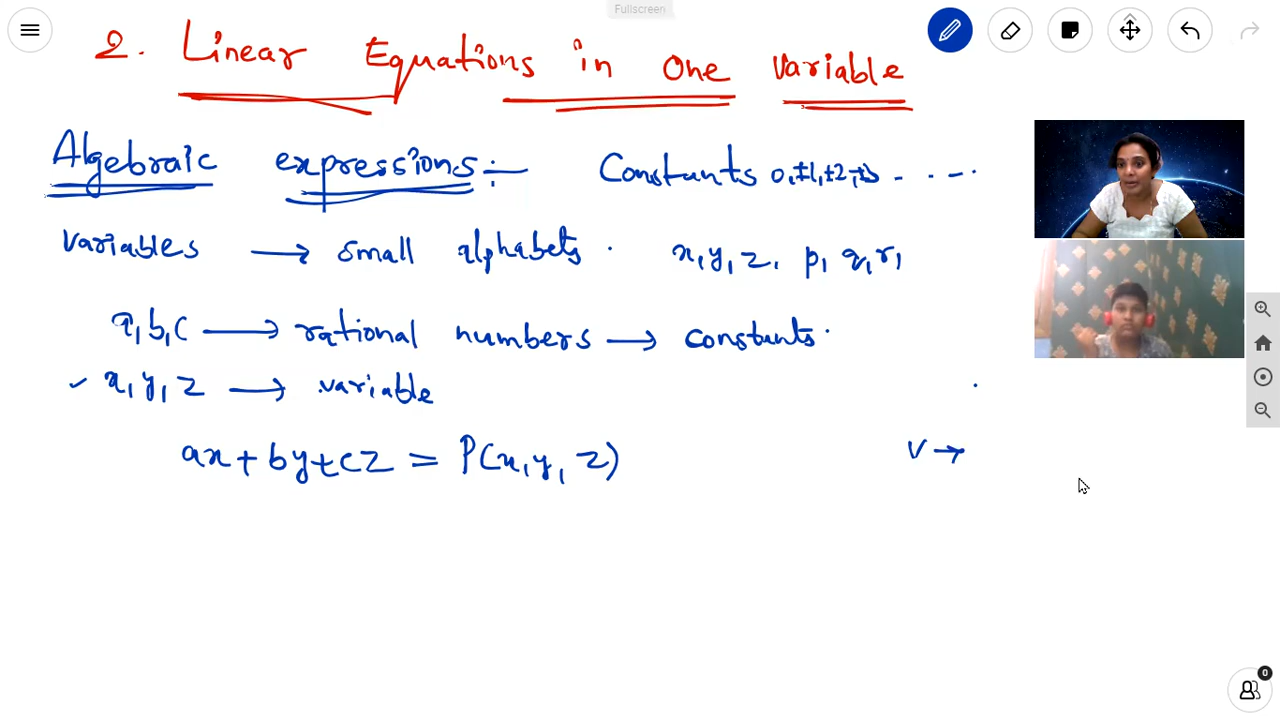 Fullscreen
2. Linear Equations in One Variable
Algebraic expressions :- Constants 0, ±1, ±2, ±3 - . . - .
Variables → small alphabets . x, y, z, p, q, r,
a, b, c → rational numbers → constants.
✓ x, y, z → variable
ax + by + cz = P(x, y, z)
V →
0